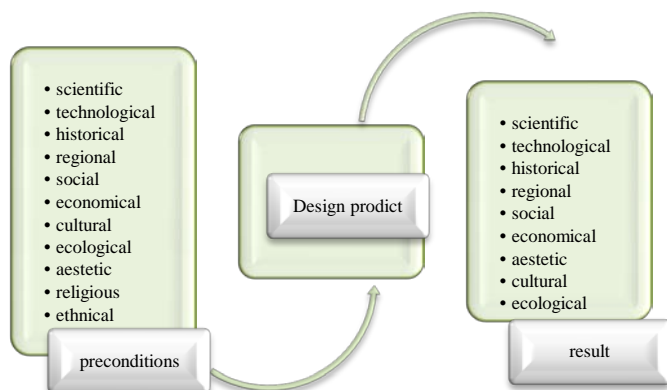 • scientific
• technological
• historical
• regional
• social
• economical
• cultural
• ecological
• aestetic
• religious
• ethnical
preconditions
Design prodict
• scientific
• technological
• historical
• regional
• social
• economical
• aestetic
• cultural
• ecological
result